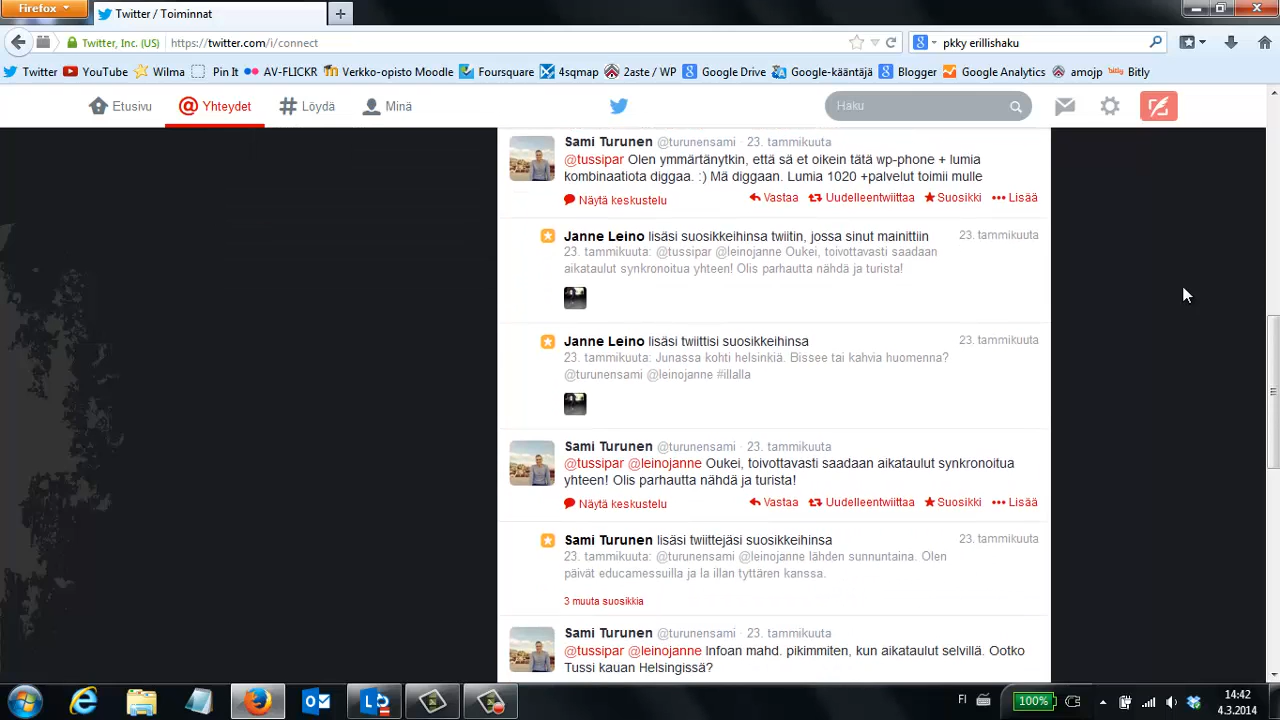 Firefox
Twitter / Toiminnat
Twitter, Inc. (US)
https://twitter.com/i/connect
pkky erillishaku
Twitter YouTube Wilma Pin It AV-FLICKR Verkko-opisto Moodle Foursquare 4sqmap 2aste / WP Google Drive Google-kääntäjä Blogger Google Analytics amojp Bitly
Etusivu @ Yhteydet # Löydä Minä
Haku
Sami Turunen @turunensami · 23. tammikuuta
@tussipar Olen ymmärtänytkin, että sä et oikein tätä wp-phone + lumia
kombinaatiota diggaa. :) Mä diggaan. Lumia 1020 +palvelut toimii mulle
Näytä keskustelu Vastaa Uudelleentwiittaa Suosikki ••• Lisää
Janne Leino lisäsi suosikkeihinsa twiitin, jossa sinut mainittiin 23. tammikuuta
23. tammikuuta: @tussipar @leinojanne Oukei, toivottavasti saadaan
aikataulut synkronoitua yhteen! Olis parhautta nähdä ja turista!
Janne Leino lisäsi twiittisi suosikkeihinsa 23. tammikuuta
23. tammikuuta: Junassa kohti helsinkiä. Bissee tai kahvia huomenna?
@turunensami @leinojanne #illalla
Sami Turunen @turunensami · 23. tammikuuta
@tussipar @leinojanne Oukei, toivottavasti saadaan aikataulut synkronoitua
yhteen! Olis parhautta nähdä ja turista!
Näytä keskustelu Vastaa Uudelleentwiittaa Suosikki ••• Lisää
Sami Turunen lisäsi twiittejäsi suosikkeihinsa 23. tammikuuta
23. tammikuuta: @turunensami @leinojanne lähden sunnuntaina. Olen
päivät educamessuilla ja la illan tyttären kanssa.
3 muuta suosikkia
Sami Turunen @turunensami · 23. tammikuuta
@tussipar @leinojanne Infoan mahd. pikimmiten, kun aikataulut selvillä. Ootko
Tussi kauan Helsingissä?
FI 100% 14:42
4.3.2014